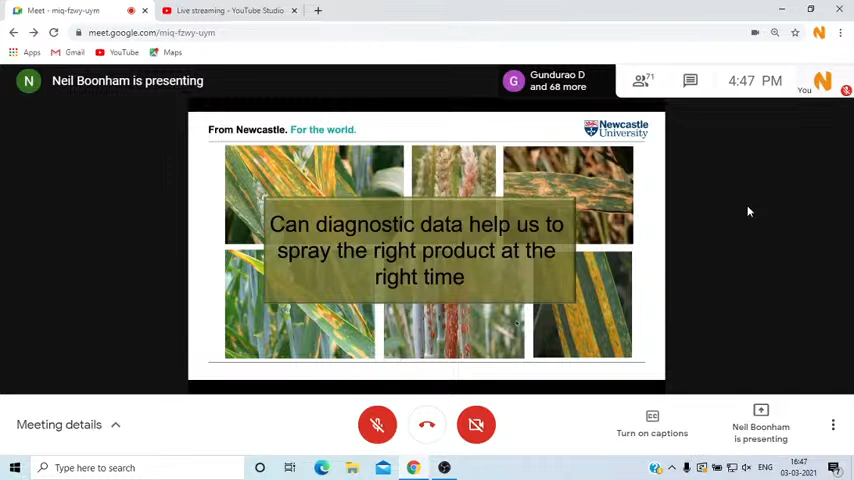 Meet - miq-fzwy-uym
Live streaming - YouTube Studio
meet.google.com/miq-fzwy-uym
Apps Gmail YouTube Maps
N Neil Boonham is presenting
G Gundurao D
and 68 more
71
4:47 PM
You
From Newcastle. For the world.
Newcastle
University
Can diagnostic data help us to
spray the right product at the
right time
Meeting details
Turn on captions
Neil Boonham
is presenting
Type here to search
ENG
16:47
03-03-2021